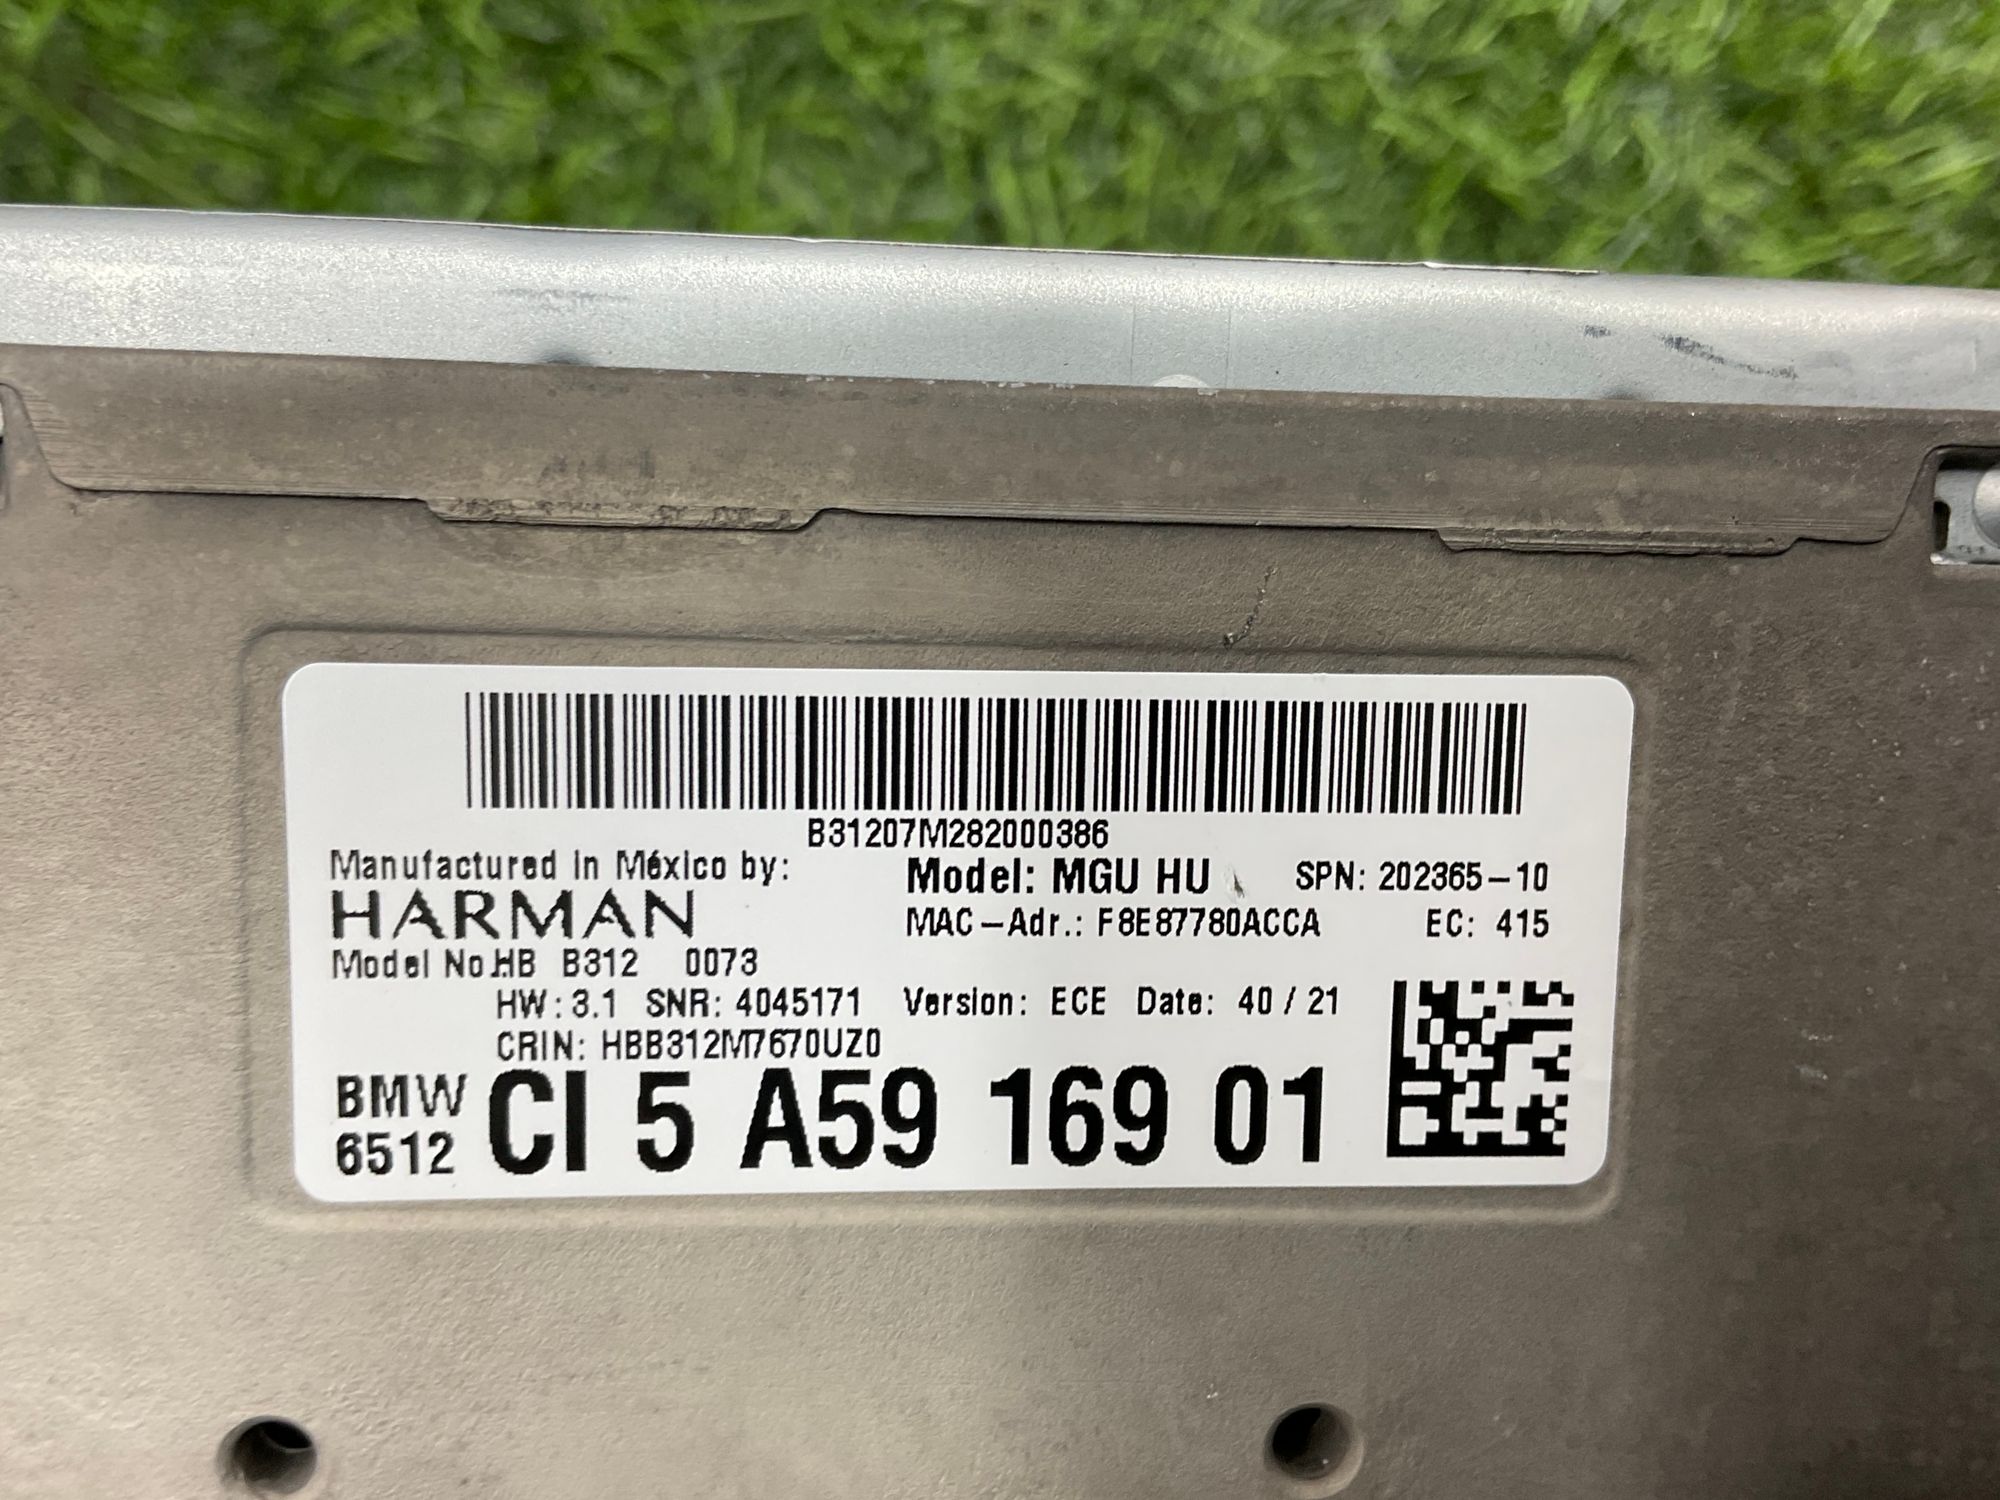 B31207M282000386
Manufactured in México by:
HARMAN
Model: MGU HU SPN: 202365-10
MAC-Adr.: F8E87780ACCA EC: 415
Model No.HB B312 0073
HW: 3.1 SNR: 4045171 Version: ECE Date: 40 / 21
CRIN: HBB312M7670UZ0
BMW
6512
CI 5 A59 169 01